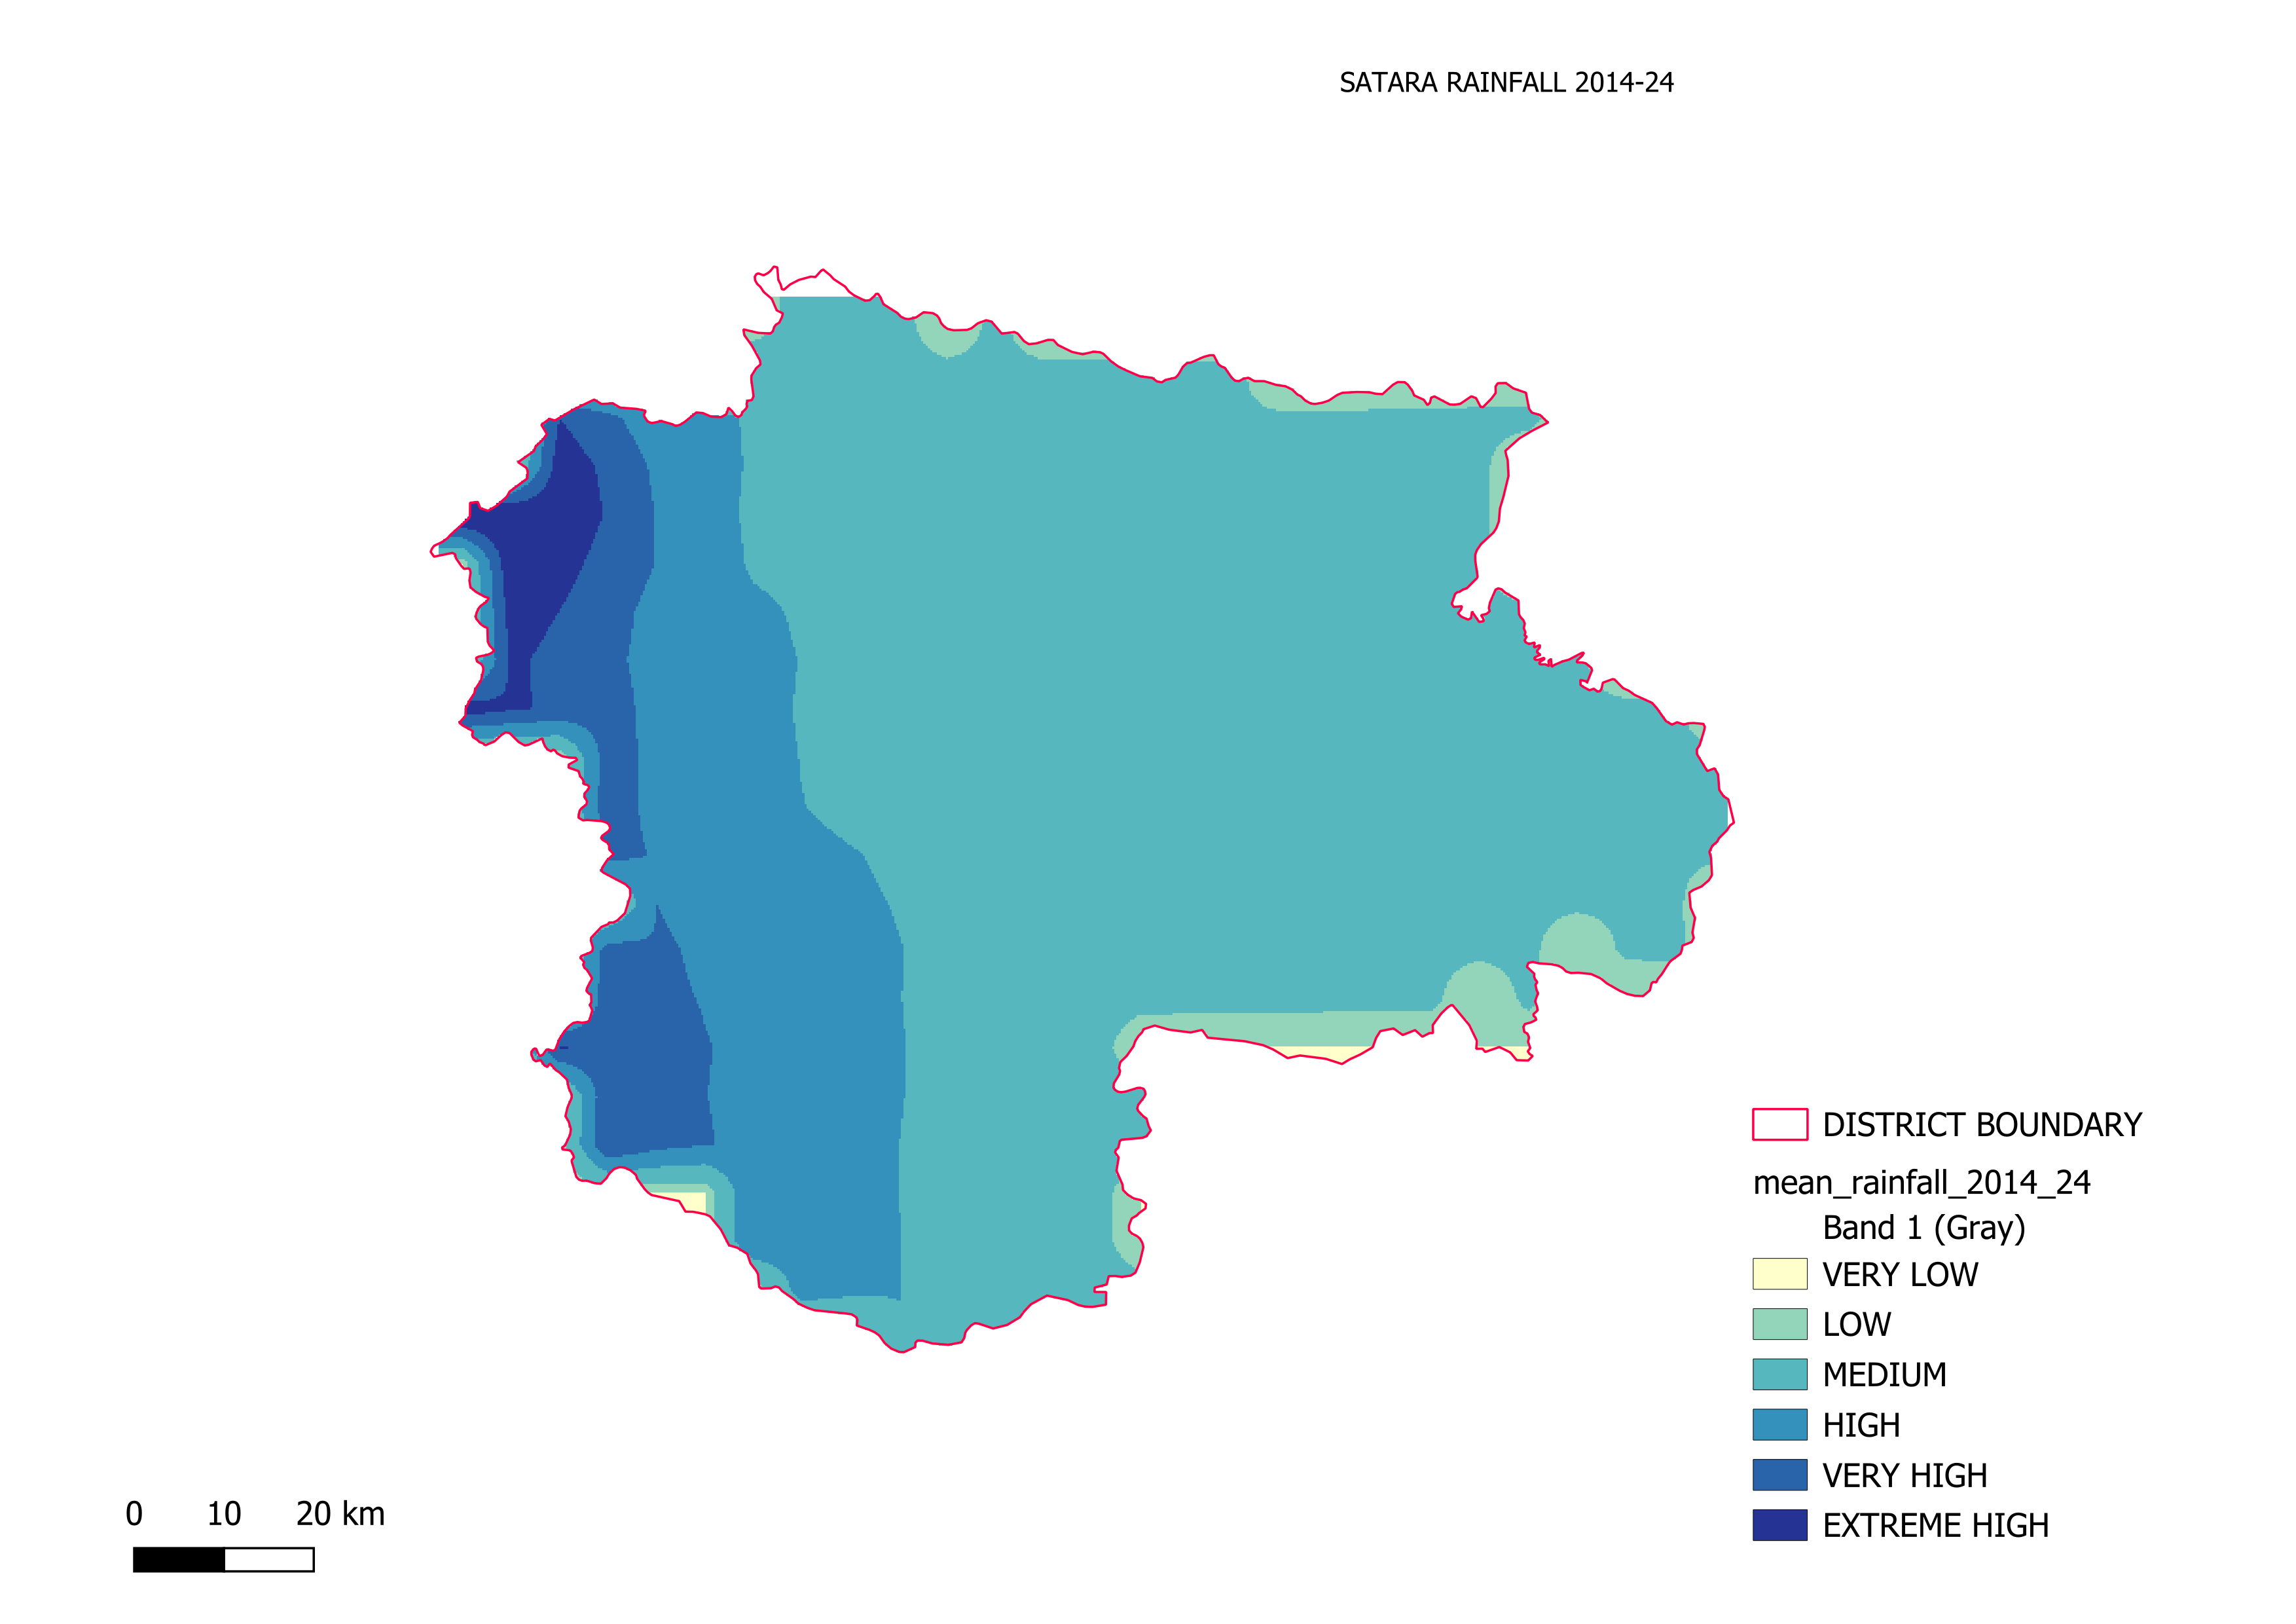 SATARA RAINFALL 2014-24
DISTRICT BOUNDARY
mean_rainfall_2014_24
Band 1 (Gray)
VERY LOW
LOW
MEDIUM
HIGH
VERY HIGH
EXTREME HIGH
0 10 20 km